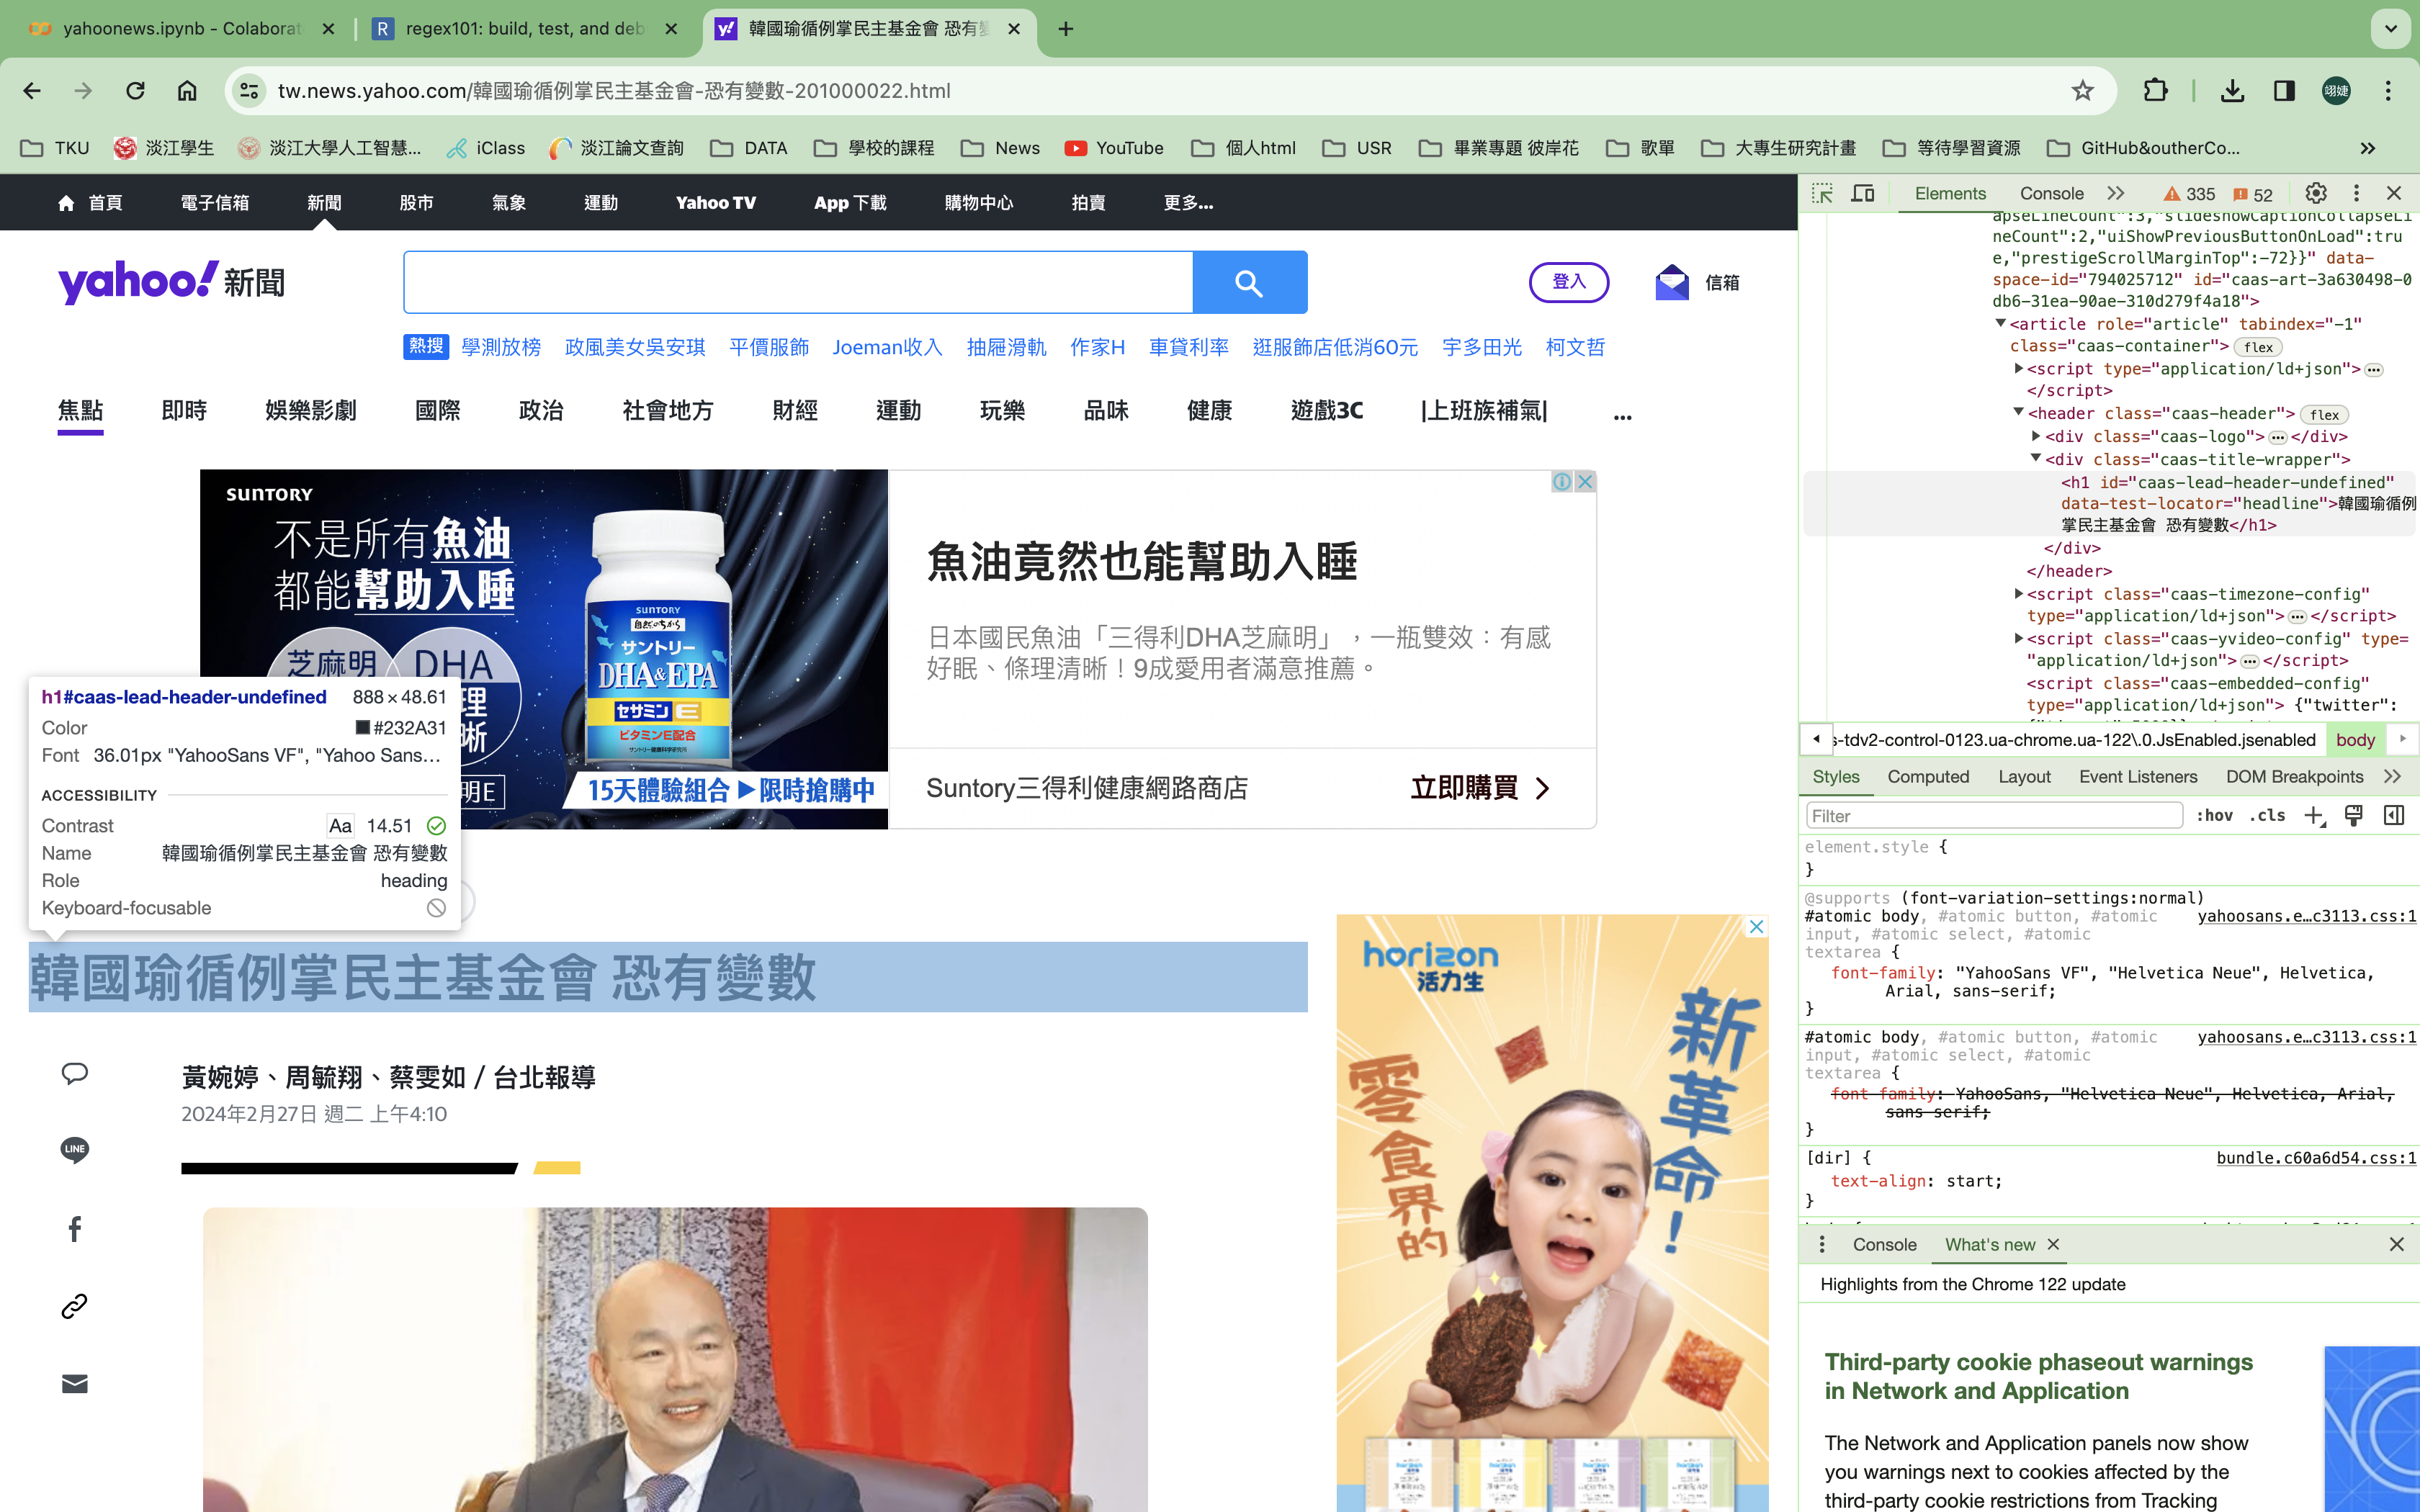 yahoonews.ipynb - Colaborat
regex101: build, test, and deb
韓國瑜循例掌民主基金會 恐有
tw.news.yahoo.com/韓國瑜循例掌民主基金會-恐有變數-201000022.html
翊婕
TKU 淡江學生 淡江大學人工智慧... iClass 淡江論文查詢 DATA 學校的課程 News YouTube 個人html USR 畢業專題 彼岸花 歌單 大專生研究計畫 等待學習資源 GitHub&outherCo... »
首頁 電子信箱 新聞 股市 氣象 運動 Yahoo TV App 下載 購物中心 拍賣 更多...
yahoo!新聞
登入
信箱
熱搜 學測放榜 政風美女吳安琪 平價服飾 Joeman收入 抽屜滑軌 作家H 車貸利率 逛服飾店低消60元 宇多田光 柯文哲
焦點 即時 娛樂影劇 國際 政治 社會地方 財經 運動 玩樂 品味 健康 遊戲3C |上班族補氣| ...
SUNTORY
不是所有魚油
都能幫助入睡
芝麻明 DHA
理
晰
明E
SUNTORY
自然のちから
サントリー
DHA&EPA
セサミンE
ビタミンE配合
15天體驗組合▶限時搶購中
魚油竟然也能幫助入睡
日本國民魚油「三得利DHA芝麻明」，一瓶雙效：有感
好眠、條理清晰！9成愛用者滿意推薦。
Suntory三得利健康網路商店
立即購買
h1#caas-lead-header-undefined 888 × 48.61
Color #232A31
Font 36.01px "YahooSans VF", "Yahoo Sans...
ACCESSIBILITY
Contrast Aa 14.51
Name 韓國瑜循例掌民主基金會 恐有變數
Role heading
Keyboard-focusable
韓國瑜循例掌民主基金會 恐有變數
黃婉婷、周毓翔、蔡雯如 / 台北報導
2024年2月27日 週二 上午4:10
LINE
horizon
活力生
新革命！
零食界的
Elements Console » 335 52
apseLineCount":3,"slideshowCaptionCollapseLi
neCount":2,"uiShowPreviousButtonOnLoad":tru
e,"prestigeScrollMarginTop":-72}}" data-
space-id="794025712" id="caas-art-3a630498-0
db6-31ea-90ae-310d279f4a18">
▼<article role="article" tabindex="-1"
class="caas-container"> flex
▶<script type="application/ld+json">…
</script>
▼<header class="caas-header"> flex
▶<div class="caas-logo">…</div>
▼<div class="caas-title-wrapper">
<h1 id="caas-lead-header-undefined"
data-test-locator="headline">韓國瑜循例
掌民主基金會 恐有變數</h1>
</div>
</header>
▶<script class="caas-timezone-config"
type="application/ld+json">…</script>
▶<script class="caas-yvideo-config" type=
"application/ld+json">…</script>
<script class="caas-embedded-config"
type="application/ld+json"> {"twitter":
s-tdv2-control-0123.ua-chrome.ua-122\.0.JsEnabled.jsenabled body
Styles Computed Layout Event Listeners DOM Breakpoints »
Filter :hov .cls
element.style {
}
@supports (font-variation-settings:normal)
#atomic body, #atomic button, #atomic yahoosans.e…c3113.css:1
input, #atomic select, #atomic
textarea {
font-family: "YahooSans VF", "Helvetica Neue", Helvetica,
Arial, sans-serif;
}
#atomic body, #atomic button, #atomic yahoosans.e…c3113.css:1
input, #atomic select, #atomic
textarea {
font-family: YahooSans, "Helvetica Neue", Helvetica, Arial,
sans-serif;
}
[dir] { bundle.c60a6d54.css:1
text-align: start;
}
Console What's new
Highlights from the Chrome 122 update
Third-party cookie phaseout warnings
in Network and Application
The Network and Application panels now show
you warnings next to cookies affected by the
third-party cookie restrictions from Tracking